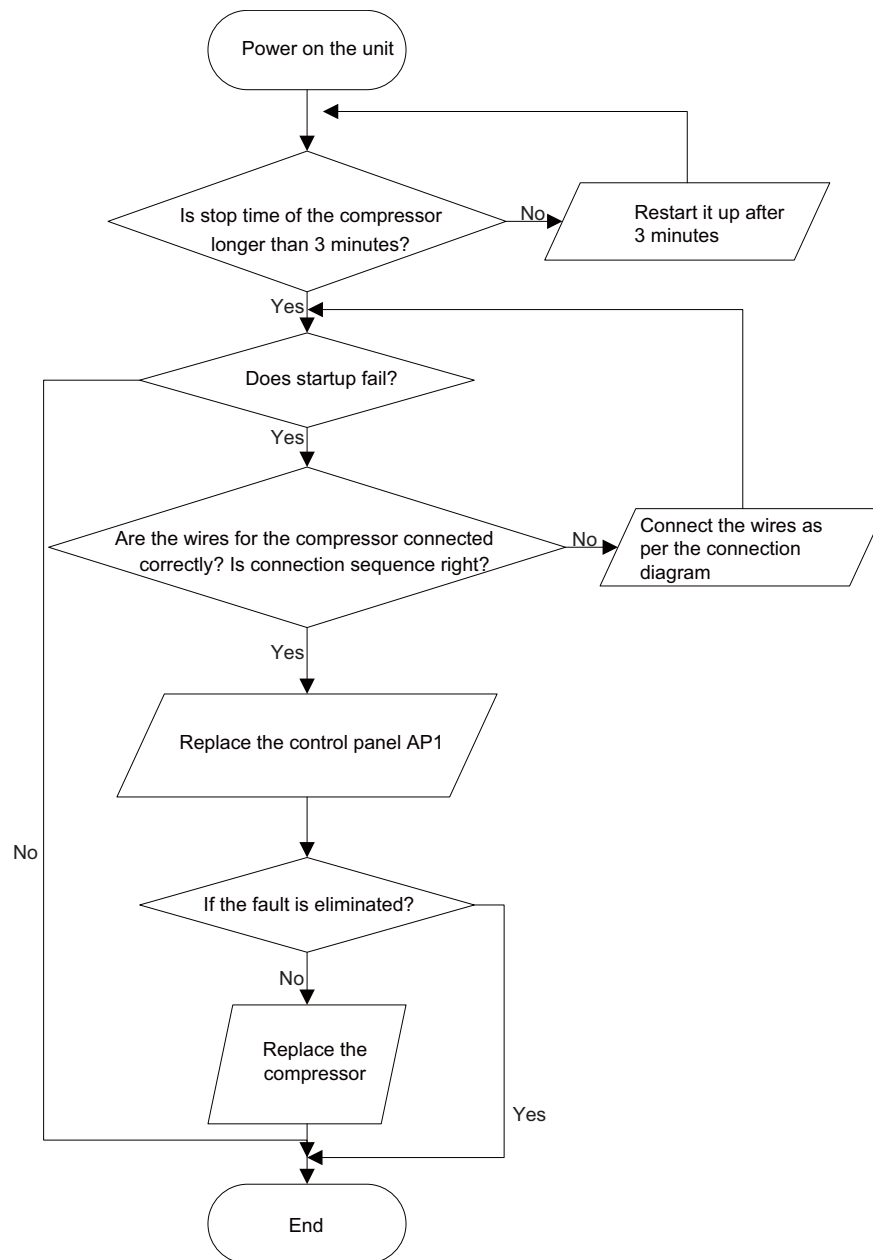 Power on the unit
Is stop time of the compressor
longer than 3 minutes?
No
Restart it up after
3 minutes
Yes
Does startup fail?
Yes
Are the wires for the compressor connected
correctly? Is connection sequence right?
No
Connect the wires as
per the connection
diagram
Yes
Replace the control panel AP1
No
If the fault is eliminated?
No
Replace the
compressor
Yes
End